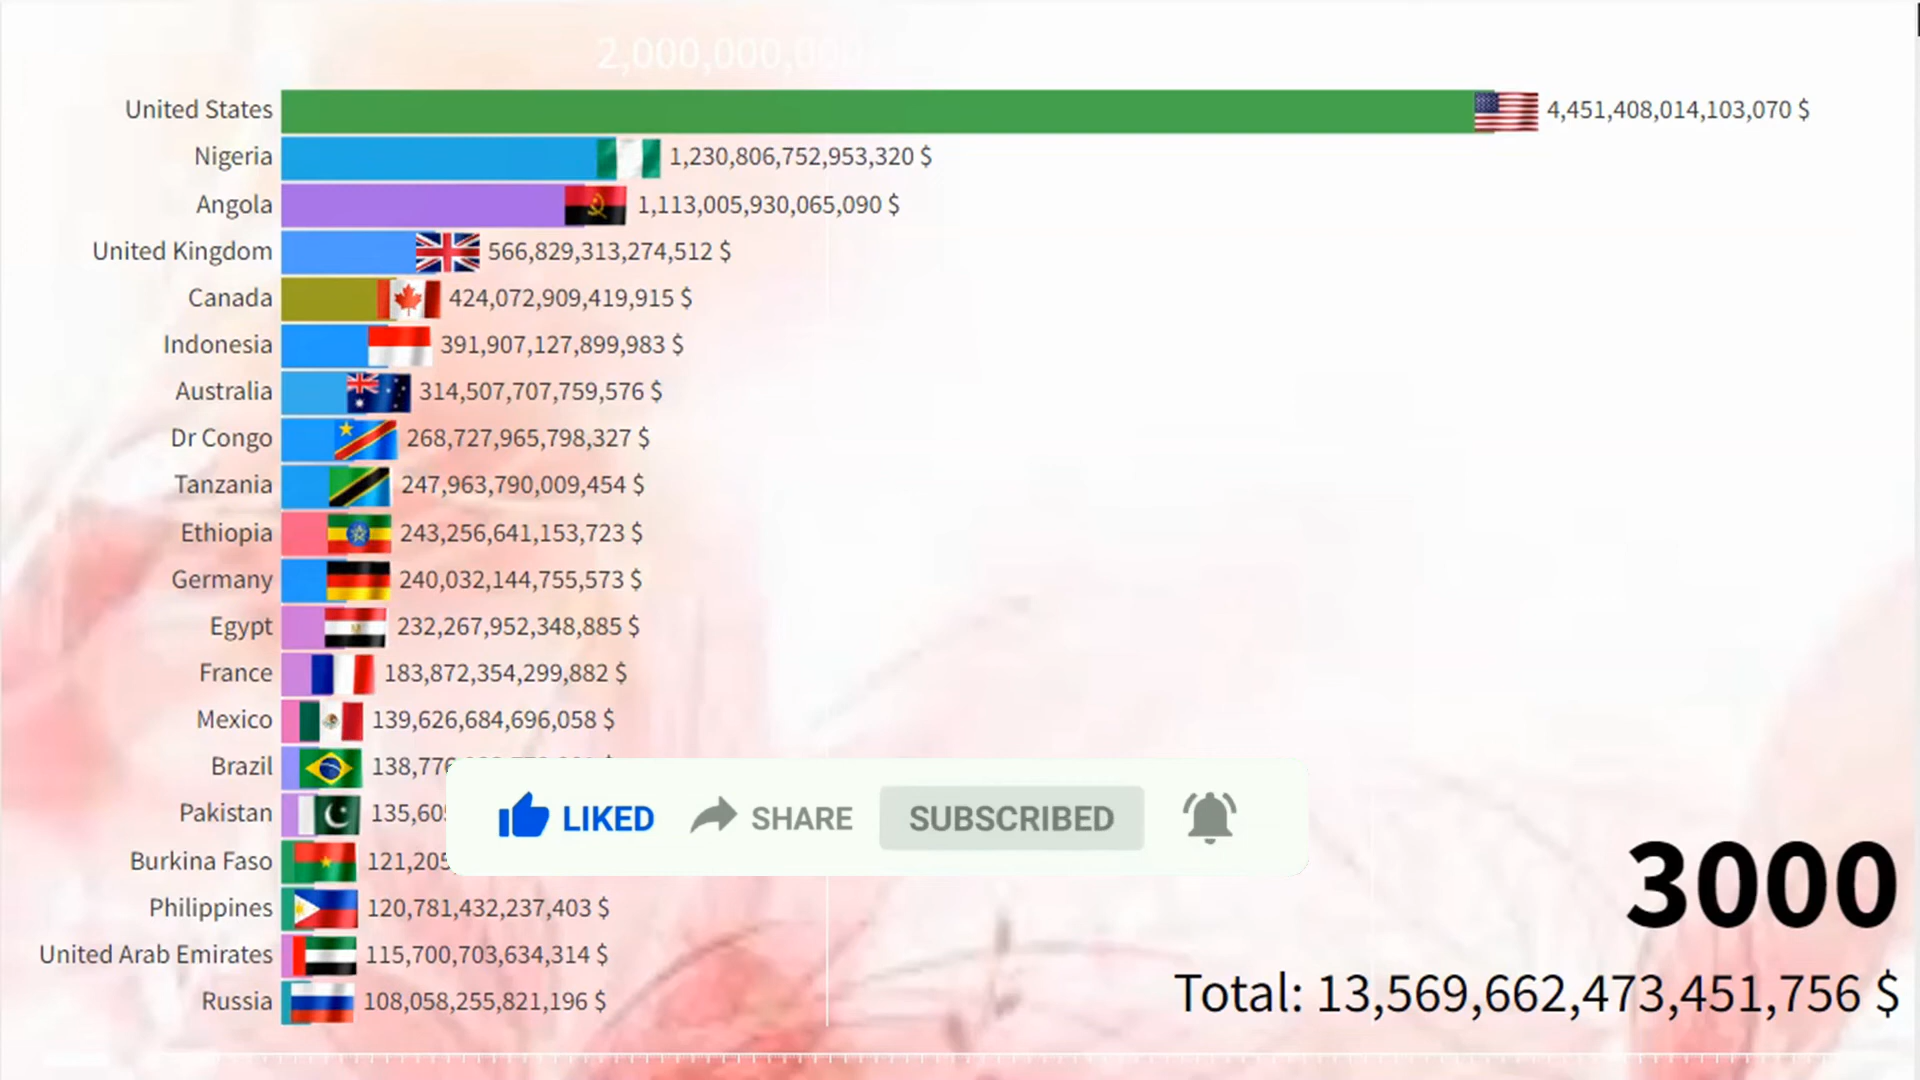 2,000,000,000
United States 4,451,408,014,103,070 $
Nigeria 1,230,806,752,953,320 $
Angola 1,113,005,930,065,090 $
United Kingdom 566,829,313,274,512 $
Canada 424,072,909,419,915 $
Indonesia 391,907,127,899,983 $
Australia 314,507,707,759,576 $
Dr Congo 268,727,965,798,327 $
Tanzania 247,963,790,009,454 $
Ethiopia 243,256,641,153,723 $
Germany 240,032,144,755,573 $
Egypt 232,267,952,348,885 $
France 183,872,354,299,882 $
Mexico 139,626,684,696,058 $
Brazil 138,776
Pakistan 135,605
Burkina Faso 121,205
LIKED SHARE SUBSCRIBED
Philippines 120,781,432,237,403 $
United Arab Emirates 115,700,703,634,314 $
Russia 108,058,255,821,196 $
3000
Total: 13,569,662,473,451,756 $